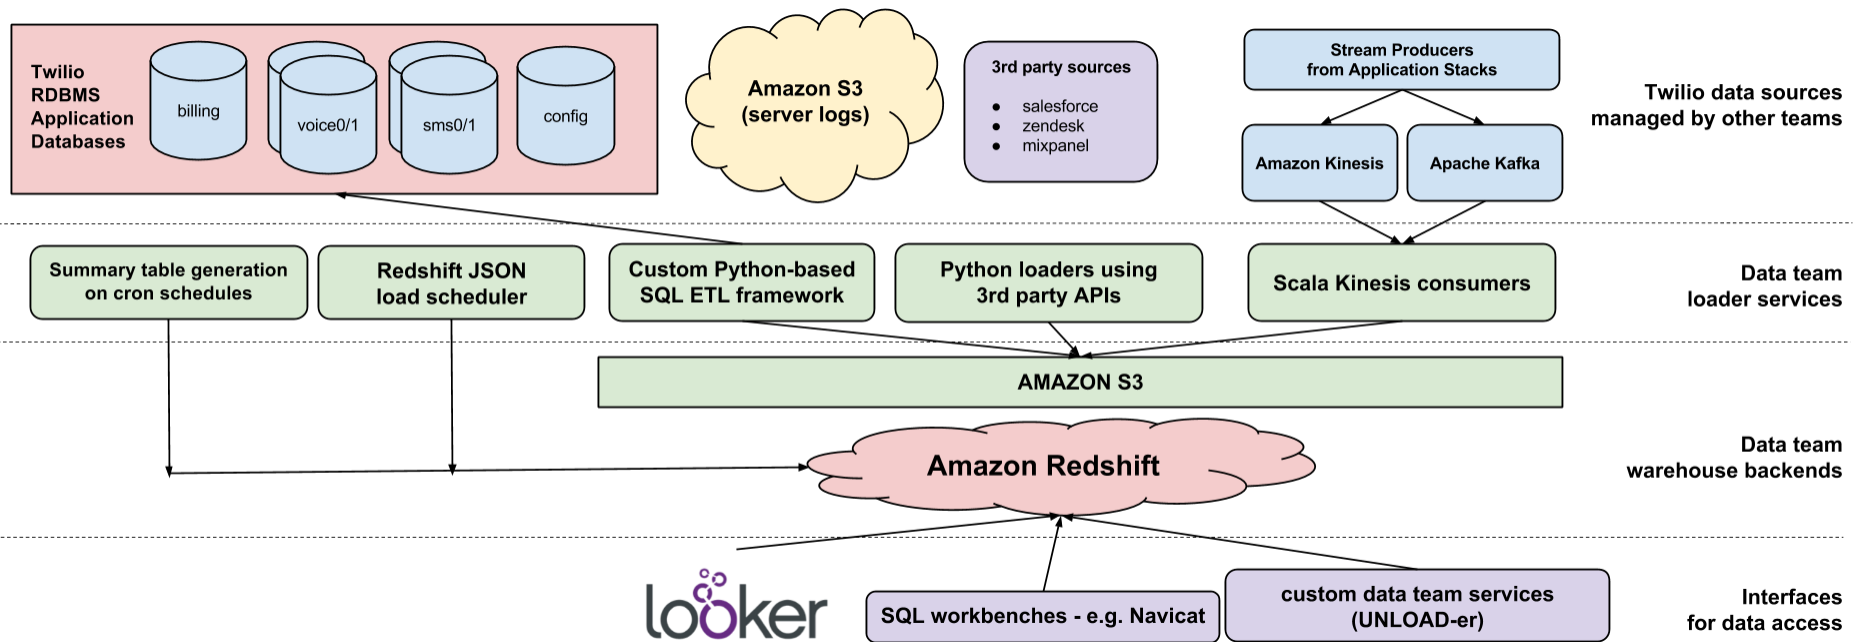 Twilio
RDBMS
Application
Databases
billing
voice0/1
sms0/1
config
Amazon S3
(server logs)
3rd party sources
● salesforce
● zendesk
● mixpanel
Stream Producers
from Application Stacks
Amazon Kinesis
Apache Kafka
Twilio data sources
managed by other teams
Summary table generation
on cron schedules
Redshift JSON
load scheduler
Custom Python-based
SQL ETL framework
Python loaders using
3rd party APIs
Scala Kinesis consumers
Data team
loader services
AMAZON S3
Amazon Redshift
Data team
warehouse backends
looker
SQL workbenches - e.g. Navicat
custom data team services
(UNLOAD-er)
Interfaces
for data access